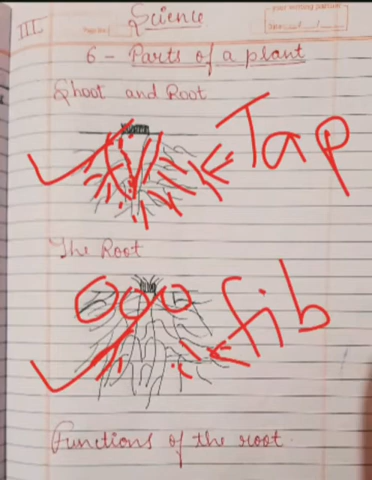 III
Science
6 - Parts of a plant
Shoot and Root
Tap
The Root
fib
Functions of the root.